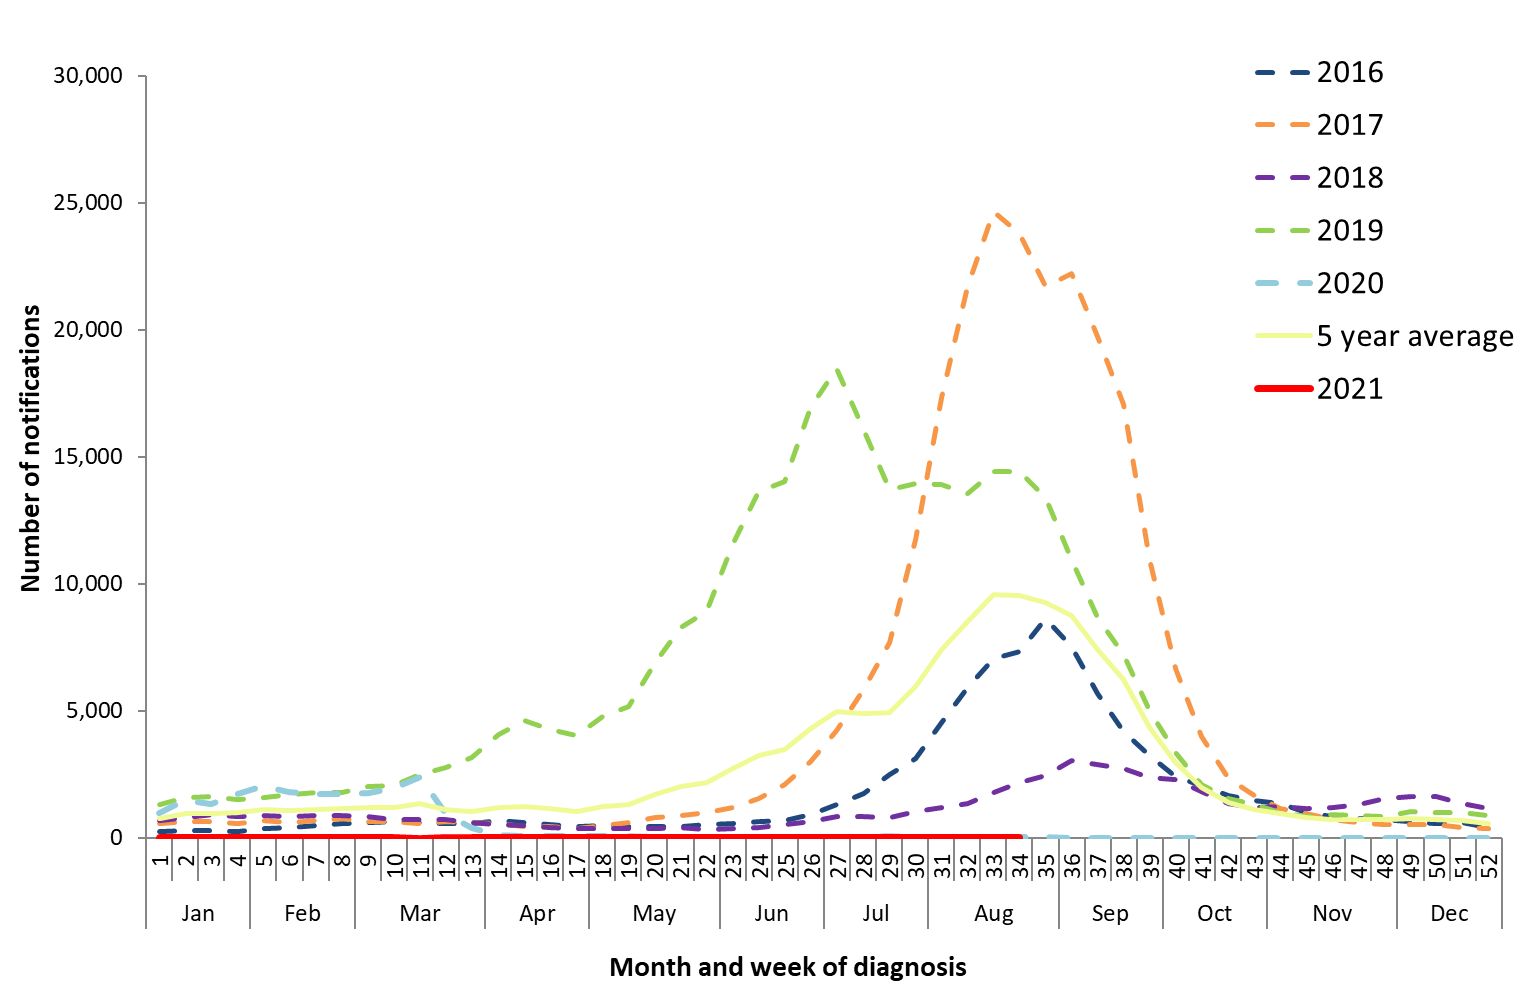 30,000
25,000
20,000
15,000
10,000
5,000
0
Number of notifications
2016
2017
2018
2019
2020
5 year average
2021
1 2 3 4 5 6 7 8 9 10 11 12 13 14 15 16 17 18 19 20 21 22 23 24 25 26 27 28 29 30 31 32 33 34 35 36 37 38 39 40 41 42 43 44 45 46 47 48 49 50 51 52
Jan Feb Mar Apr May Jun Jul Aug Sep Oct Nov Dec
Month and week of diagnosis